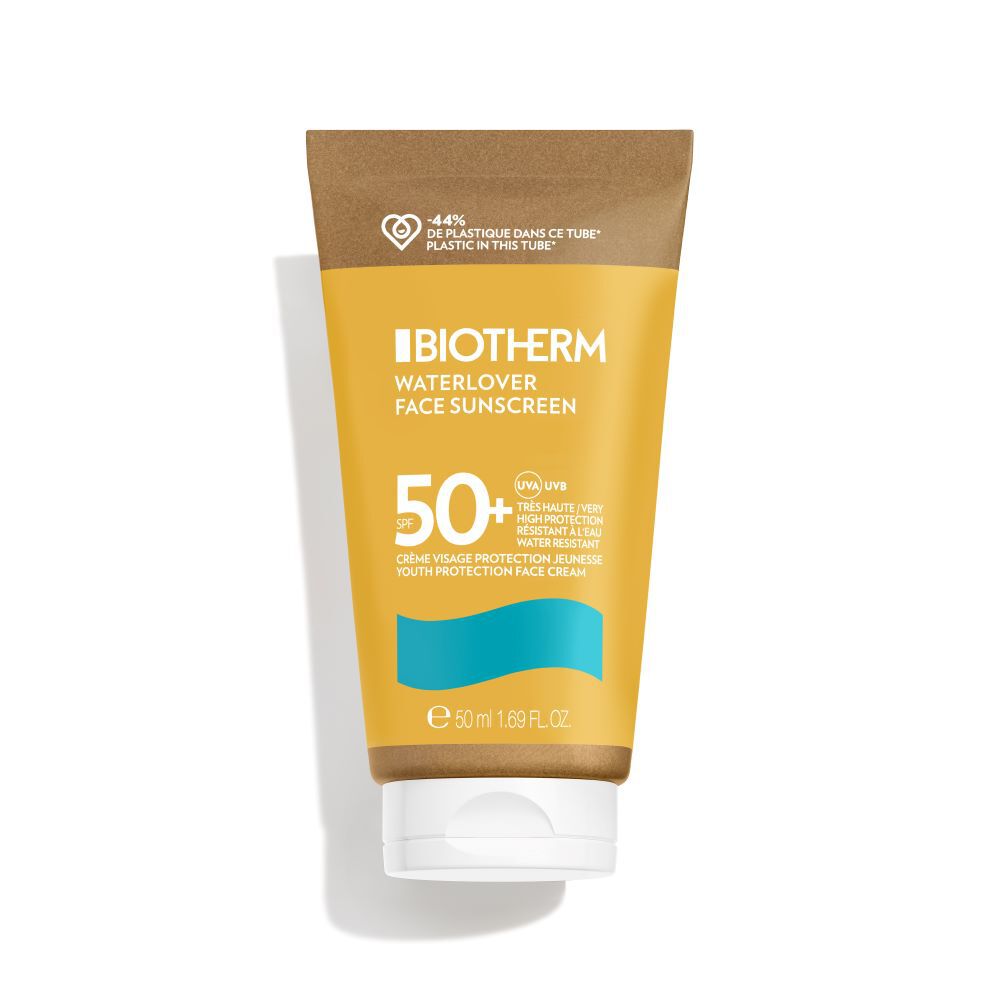 -44%
DE PLASTIQUE DANS CE TUBE*
PLASTIC IN THIS TUBE*
BIOTHERM
WATERLOVER
FACE SUNSCREEN
SPF 50+
UVA UVB
TRÈS HAUTE / VERY
HIGH PROTECTION
RÉSISTANT À L'EAU
WATER RESISTANT
CRÈME VISAGE PROTECTION JEUNESSE
YOUTH PROTECTION FACE CREAM
℮ 50 ml 1.69 FL. OZ.